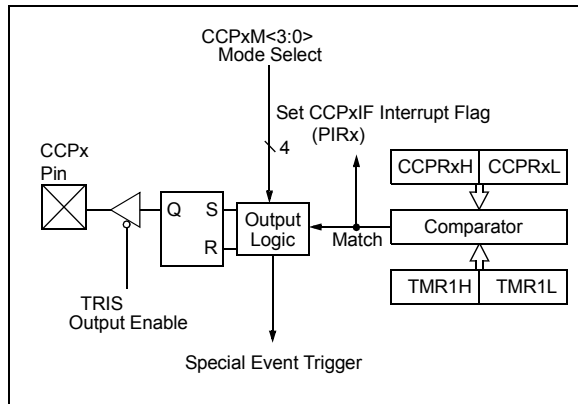 CCPxM<3:0>
Mode Select
Set CCPxIF Interrupt Flag
(PIRx)
4
CCPx
Pin
CCPRxH CCPRxL
Q S
R
Output
Logic
Match
Comparator
TRIS
Output Enable
TMR1H TMR1L
Special Event Trigger